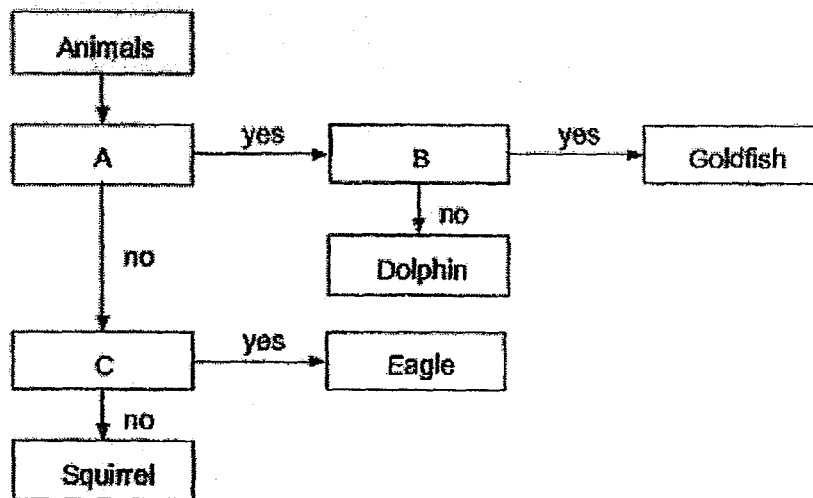 Animals
A
yes
B
yes
Goldfish
no
Dolphin
no
C
yes
Eagle
no
Squirrel